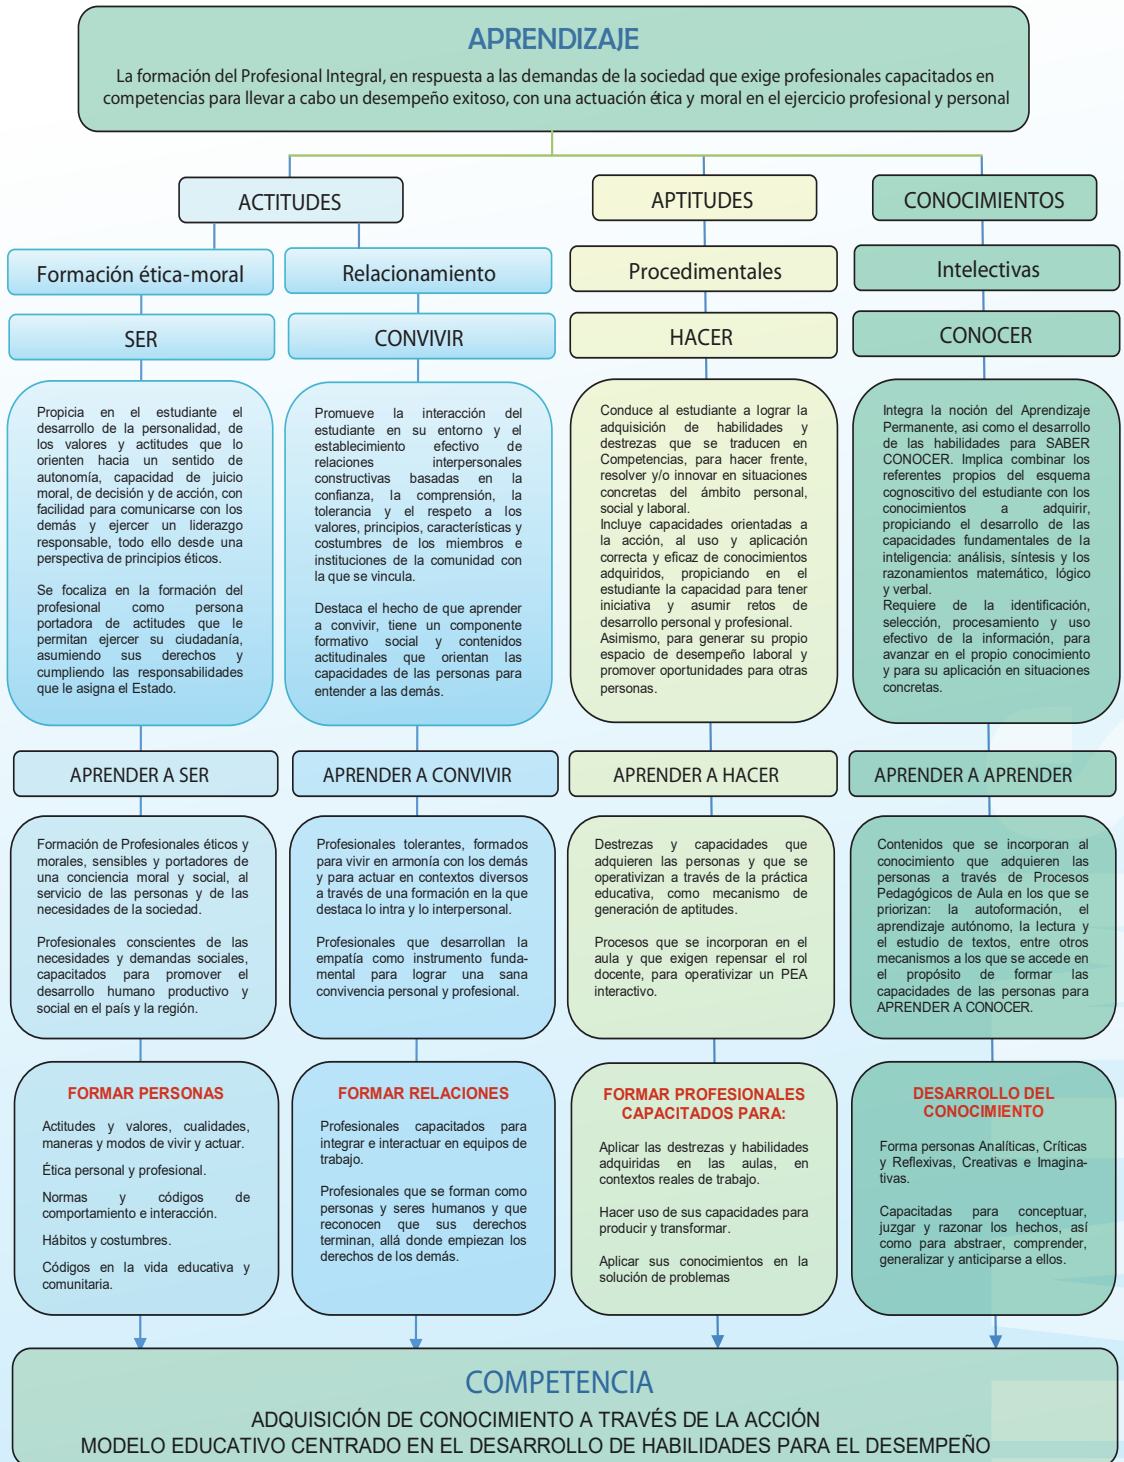 APRENDIZAJE
La formación del Profesional Integral, en respuesta a las demandas de la sociedad que exige profesionales capacitados en
competencias para llevar a cabo un desempeño exitoso, con una actuación ética y moral en el ejercicio profesional y personal
ACTITUDES
APTITUDES
CONOCIMIENTOS
Formación ética-moral
Relacionamiento
Procedimentales
Intelectivas
SER
CONVIVIR
HACER
CONOCER
Propicia en el estudiante el
desarrollo de la personalidad, de
los valores y actitudes que lo
orienten hacia un sentido de
autonomía, capacidad de juicio
moral, de decisión y de acción, con
facilidad para comunicarse con los
demás y ejercer un liderazgo
responsable, todo ello desde una
perspectiva de principios éticos.
Se focaliza en la formación del
profesional como persona
portadora de actitudes que le
permitan ejercer su ciudadanía,
asumiendo sus derechos y
cumpliendo las responsabilidades
que le asigna el Estado.
Promueve la interacción del
estudiante en su entorno y el
establecimiento efectivo de
relaciones interpersonales
constructivas basadas en la
confianza, la comprensión, la
tolerancia y el respeto a los
valores, principios, características y
costumbres de los miembros e
instituciones de la comunidad con
la que se vincula.
Destaca el hecho de que aprender
a convivir, tiene un componente
formativo social y contenidos
actitudinales que orientan las
capacidades de las personas para
entender a las demás.
Conduce al estudiante a lograr la
adquisición de habilidades y
destrezas que se traducen en
Competencias, para hacer frente,
resolver y/o innovar en situaciones
concretas del ámbito personal,
social y laboral.
Incluye capacidades orientadas a
la acción, al uso y aplicación
correcta y eficaz de conocimientos
adquiridos, propiciando en el
estudiante la capacidad para tener
iniciativa y asumir retos de
desarrollo personal y profesional.
Asimismo, para generar su propio
espacio de desempeño laboral y
promover oportunidades para otras
personas.
Integra la noción del Aprendizaje
Permanente, asi como el desarrollo
de las habilidades para SABER
CONOCER. Implica combinar los
referentes propios del esquema
cognoscitivo del estudiante con los
conocimientos a adquirir,
propiciando el desarrollo de las
capacidades fundamentales de la
inteligencia: análisis, síntesis y los
razonamientos matemático, lógico
y verbal.
Requiere de la identificación,
selección, procesamiento y uso
efectivo de la información, para
avanzar en el propio conocimiento
y para su aplicación en situaciones
concretas.
APRENDER A SER
APRENDER A CONVIVIR
APRENDER A HACER
APRENDER A APRENDER
Formación de Profesionales éticos y
morales, sensibles y portadores de
una conciencia moral y social, al
servicio de las personas y de las
necesidades de la sociedad.
Profesionales conscientes de las
necesidades y demandas sociales,
capacitados para promover el
desarrollo humano productivo y
social en el país y la región.
Profesionales tolerantes, formados
para vivir en armonía con los demás
y para actuar en contextos diversos
a través de una formación en la que
destaca lo intra y lo interpersonal.
Profesionales que desarrollan la
empatía como instrumento funda-
mental para lograr una sana
convivencia personal y profesional.
Destrezas y capacidades que
adquieren las personas y que se
operativizan a través de la práctica
educativa, como mecanismo de
generación de aptitudes.
Procesos que se incorporan en el
aula y que exigen repensar el rol
docente, para operativizar un PEA
interactivo.
Contenidos que se incorporan al
conocimiento que adquieren las
personas a través de Procesos
Pedagógicos de Aula en los que se
priorizan: la autoformación, el
aprendizaje autónomo, la lectura y
el estudio de textos, entre otros
mecanismos a los que se accede en
el propósito de formar las
capacidades de las personas para
APRENDER A CONOCER.
FORMAR PERSONAS
Actitudes y valores, cualidades,
maneras y modos de vivir y actuar.
Ética personal y profesional.
Normas y códigos de
comportamiento e interacción.
Hábitos y costumbres.
Códigos en la vida educativa y
comunitaria.
FORMAR RELACIONES
Profesionales capacitados para
integrar e interactuar en equipos de
trabajo.
Profesionales que se forman como
personas y seres humanos y que
reconocen que sus derechos
terminan, allá donde empiezan los
derechos de los demás.
FORMAR PROFESIONALES
CAPACITADOS PARA:
Aplicar las destrezas y habilidades
adquiridas en las aulas, en
contextos reales de trabajo.
Hacer uso de sus capacidades para
producir y transformar.
Aplicar sus conocimientos en la
solución de problemas
DESARROLLO DEL
CONOCIMIENTO
Forma personas Analíticas, Críticas
y Reflexivas, Creativas e Imagina-
tivas.
Capacitadas para conceptuar,
juzgar y razonar los hechos, así
como para abstraer, comprender,
generalizar y anticiparse a ellos.
COMPETENCIA
ADQUISICIÓN DE CONOCIMIENTO A TRAVÉS DE LA ACCIÓN
MODELO EDUCATIVO CENTRADO EN EL DESARROLLO DE HABILIDADES PARA EL DESEMPEÑO